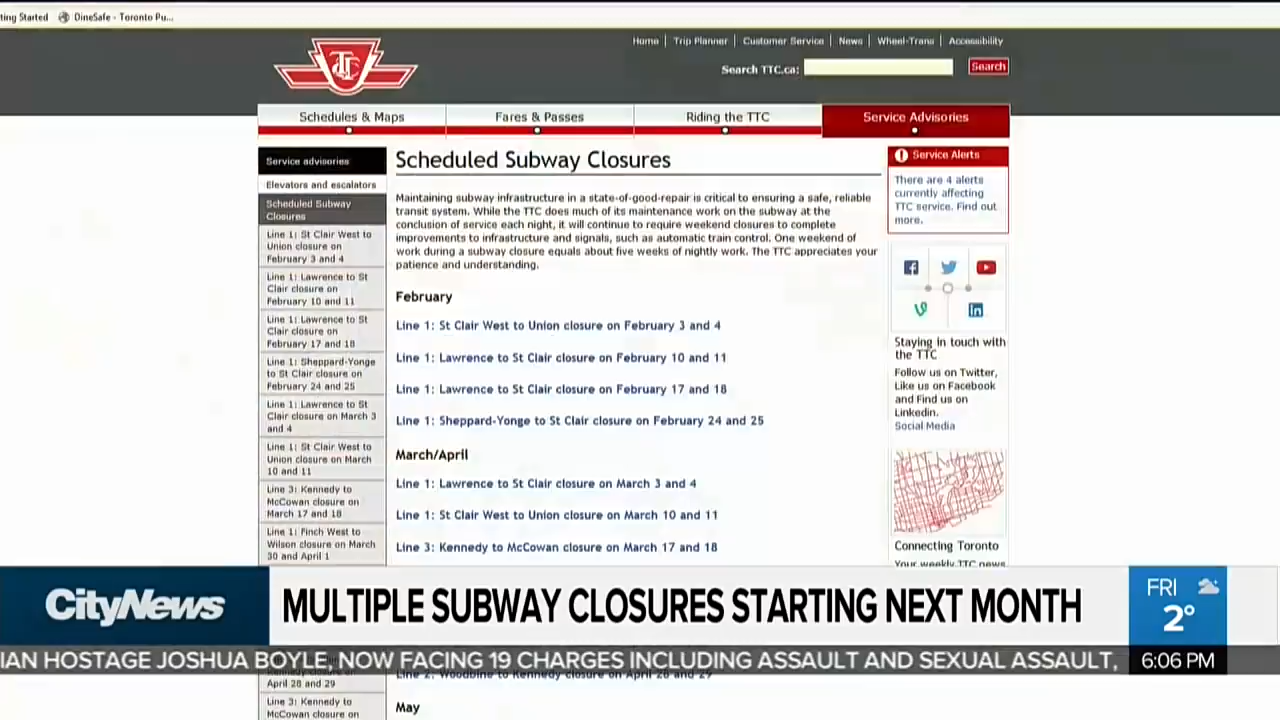 ting Started
DineSafe - Toronto Pu...
Home | Trip Planner | Customer Service | News | Wheel-Trans | Accessibility
Search TTC.ca:
Search
TTC
Schedules & Maps
Fares & Passes
Riding the TTC
Service Advisories
Service advisories
Elevators and escalators
Scheduled Subway
Closures
Line 1: St Clair West to
Union closure on
February 3 and 4
Line 1: Lawrence to St
Clair closure on
February 10 and 11
Line 1: Lawrence to St
Clair closure on
February 17 and 18
Line 1: Sheppard-Yonge
to St Clair closure on
February 24 and 25
Line 1: Lawrence to St
Clair closure on March 3
and 4
Line 1: St Clair West to
Union closure on March
10 and 11
Line 3: Kennedy to
McCowan closure on
March 17 and 18
Line 1: Finch West to
Wilson closure on March
30 and April 1
Scheduled Subway Closures
Maintaining subway infrastructure in a state-of-good-repair is critical to ensuring a safe, reliable
transit system. While the TTC does much of its maintenance work on the subway at the
conclusion of service each night, it will continue to require weekend closures to complete
improvements to infrastructure and signals, such as automatic train control. One weekend of
work during a subway closure equals about five weeks of nightly work. The TTC appreciates your
patience and understanding.
February
Line 1: St Clair West to Union closure on February 3 and 4
Line 1: Lawrence to St Clair closure on February 10 and 11
Line 1: Lawrence to St Clair closure on February 17 and 18
Line 1: Sheppard-Yonge to St Clair closure on February 24 and 25
March/April
Line 1: Lawrence to St Clair closure on March 3 and 4
Line 1: St Clair West to Union closure on March 10 and 11
Line 3: Kennedy to McCowan closure on March 17 and 18
Service Alerts
There are 4 alerts
currently affecting
TTC service. Find out
more.
Staying in touch with
the TTC
Follow us on Twitter,
Like us on Facebook
and Find us on
Linkedin.
Social Media
Connecting Toronto
Your weekly TTC news
CityNews
MULTIPLE SUBWAY CLOSURES STARTING NEXT MONTH
FRI
2°
IAN HOSTAGE JOSHUA BOYLE, NOW FACING 19 CHARGES INCLUDING ASSAULT AND SEXUAL ASSAULT,
6:06 PM
Kennedy closure on
April 28 and 29
Line 3: Kennedy to
McCowan closure on
Line 2: Woodbine to Kennedy closure on April 28 and 29
May